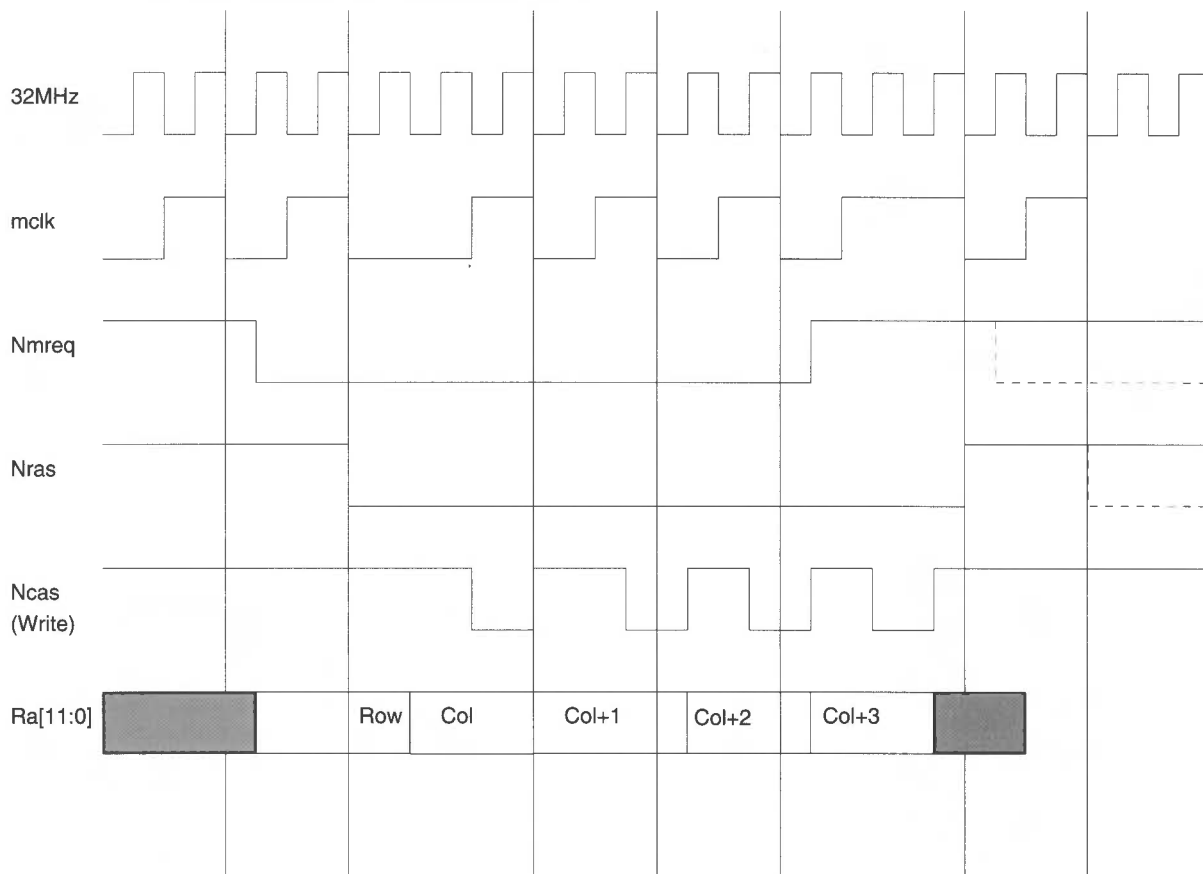 32MHz
mclk
Nmreq
Nras
Ncas
(Write)
Ra[11:0]
Row
Col
Col+1
Col+2
Col+3